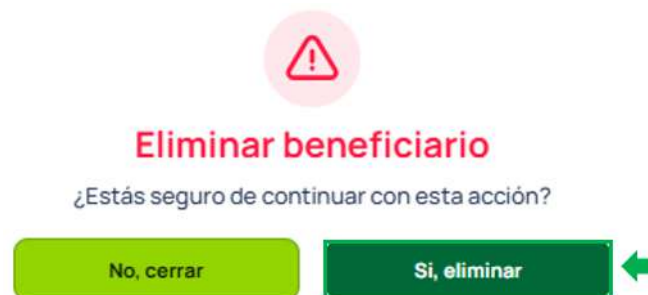 Eliminar beneficiario
¿Estás seguro de continuar con esta acción?
No, cerrar
Si, eliminar